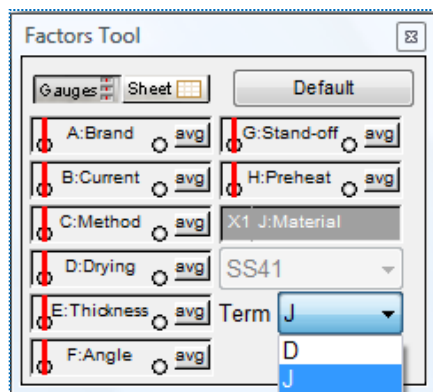 Factors Tool
Gauges Sheet Default
A:Brand avg G:Stand-off avg
B:Current avg H:Preheat avg
C:Method avg X1 J:Material
D:Drying avg SS41
E:Thickness avg Term J
F:Angle avg D
J